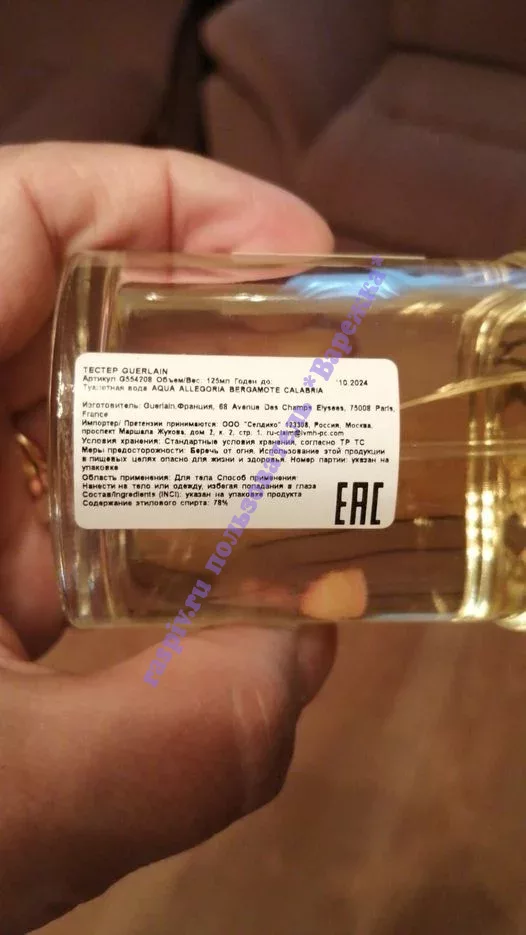 ТЕСТЕР GUERLAIN
Артикул G554208 Объем/Вес: 125мл Годен до: 10.2024
Туалетная вода AQUA ALLEGORIA BERGAMOTE CALABRIA
Изготовитель: Guerlain,Франция, 68 Avenue Des Champs Elysees, 75008 Paris,
France
Импортер/ Претензии принимаются: ООО "Селдико" 123308, Россия, Москва,
проспект Маршала Жукова, дом 2, к. 2, стр. 1. ru-claim@lvmh-pc.com
Условия хранения: Стандартные условия хранения, согласно ТР ТС
Меры предосторожности: Беречь от огня. Использование этой продукции
в пищевых целях опасно для жизни и здоровья. Номер партии: указан на
упаковке
Область применения: Для тела Способ применения:
Нанести на тело или одежду, избегая попадания в глаза
Состав/Ingredients (INCI): указан на упаковке продукта
Содержание этилового спирта: 78%
EAC
ruspiv.ru пользователь *Варежка*